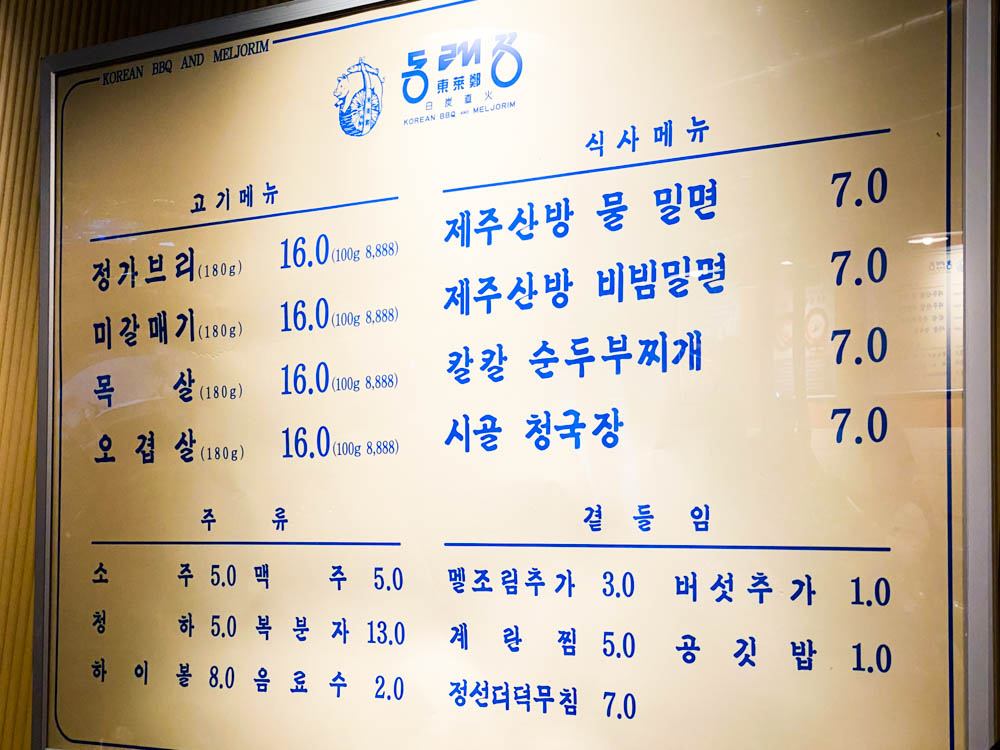 KOREAN BBQ AND MELJORIM
동래정
東萊鄭
白炭直火
KOREAN BBQ AND MELJORIM
고기메뉴
정가브리(180g) 16.0(100g 8,888)
미갈매기(180g) 16.0(100g 8,888)
목살(180g) 16.0(100g 8,888)
오겹살(180g) 16.0(100g 8,888)
식사메뉴
제주산방 물 밀면 7.0
제주산방 비빔밀면 7.0
칼칼 순두부찌개 7.0
시골 청국장 7.0
주류
소주 5.0 맥주 5.0
청하 5.0 복분자 13.0
하이볼 8.0 음료수 2.0
곁들임
멜조림추가 3.0 버섯추가 1.0
계란찜 5.0 공깃밥 1.0
정선더덕무침 7.0